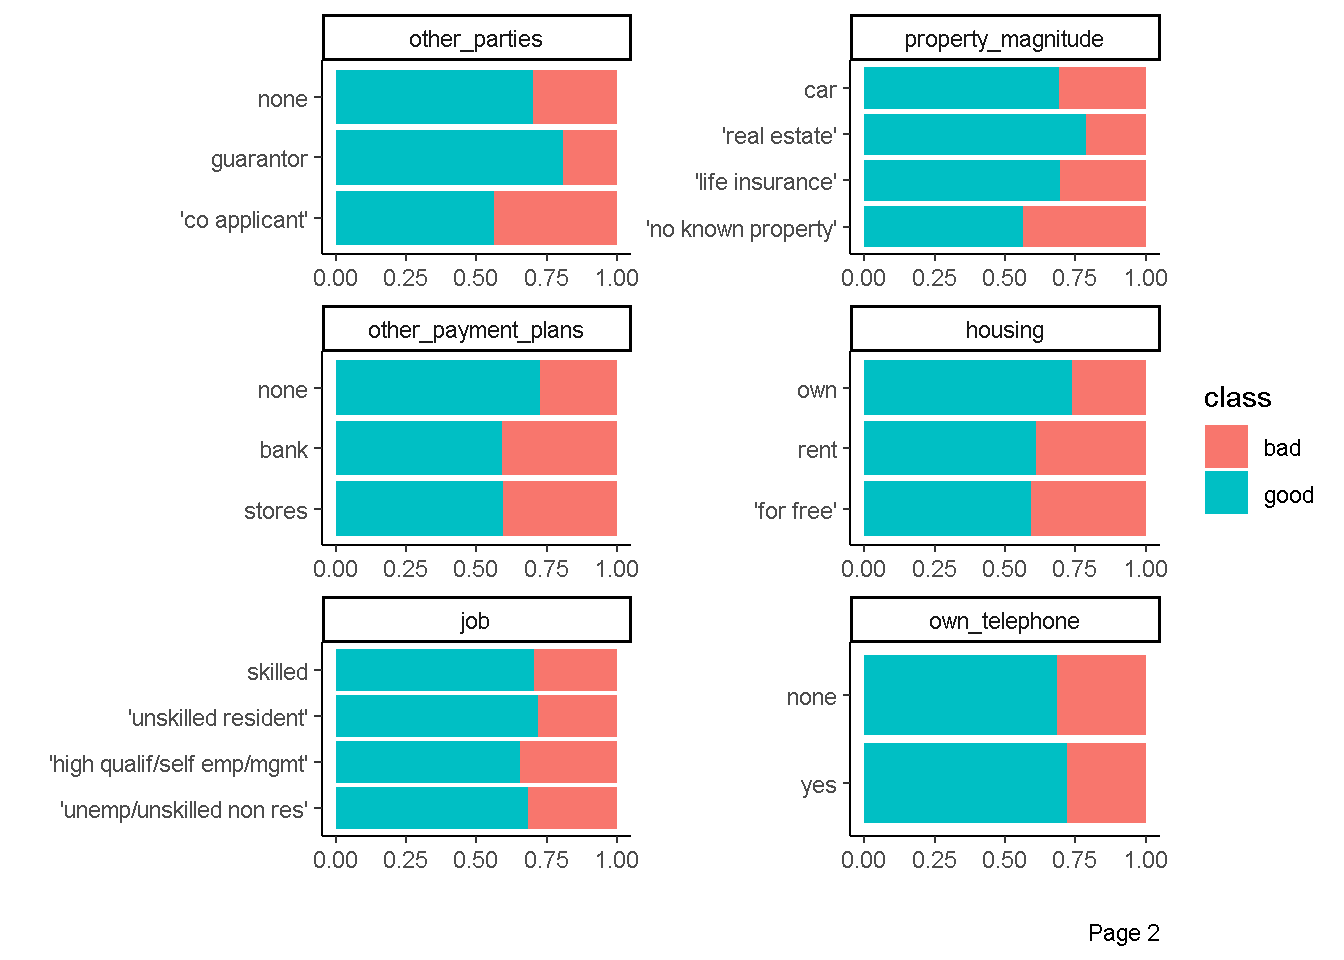 other_parties
none
guarantor
'co applicant'
0.00 0.25 0.50 0.75 1.00
property_magnitude
car
'real estate'
'life insurance'
'no known property'
0.00 0.25 0.50 0.75 1.00
other_payment_plans
none
bank
stores
0.00 0.25 0.50 0.75 1.00
housing
own
rent
'for free'
0.00 0.25 0.50 0.75 1.00
job
skilled
'unskilled resident'
'high qualif/self emp/mgmt'
'unemp/unskilled non res'
0.00 0.25 0.50 0.75 1.00
own_telephone
none
yes
0.00 0.25 0.50 0.75 1.00
class
bad
good
Page 2